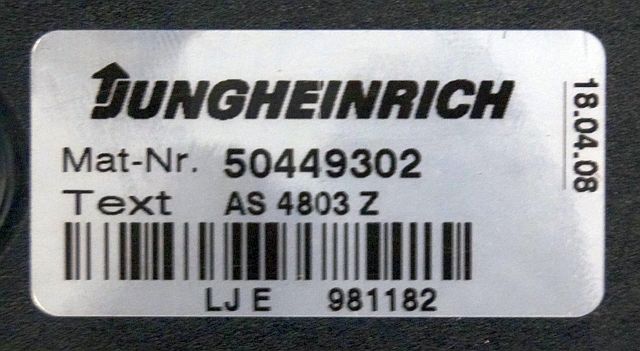 JUNGHEINRICH
18.04.08
Mat-Nr. 50449302
Text AS 4803 Z
LJ E 981182